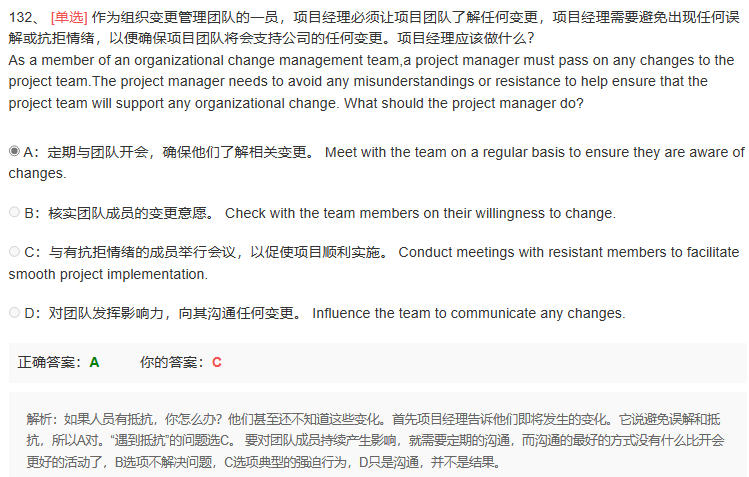 132、 [单选] 作为组织变更管理团队的一员，项目经理必须让项目团队了解任何变更，项目经理需要避免出现任何误
解或抗拒情绪，以便确保项目团队将会支持公司的任何变更。项目经理应该做什么？
As a member of an organizational change management team,a project manager must pass on any changes to the
project team.The project manager needs to avoid any misunderstandings or resistance to help ensure that the
project team will support any organizational change. What should the project manager do?
A：定期与团队开会，确保他们了解相关变更。 Meet with the team on a regular basis to ensure they are aware of
changes.
B：核实团队成员的变更意愿。 Check with the team members on their willingness to change.
C：与有抗拒情绪的成员举行会议，以促使项目顺利实施。 Conduct meetings with resistant members to facilitate
smooth project implementation.
D：对团队发挥影响力，向其沟通任何变更。 Influence the team to communicate any changes.
正确答案：A 你的答案：C
解析：如果人员有抵抗，你怎么办？他们甚至还不知道这些变化。首先项目经理告诉他们即将发生的变化。它说避免误解和抵
抗，所以A对。“遇到抵抗”的问题选C。 要对团队成员持续产生影响，就需要定期的沟通，而沟通的最好的方式没有什么比开会
更好的活动了，B选项不解决问题，C选项典型的强迫行为，D只是沟通，并不是结果。